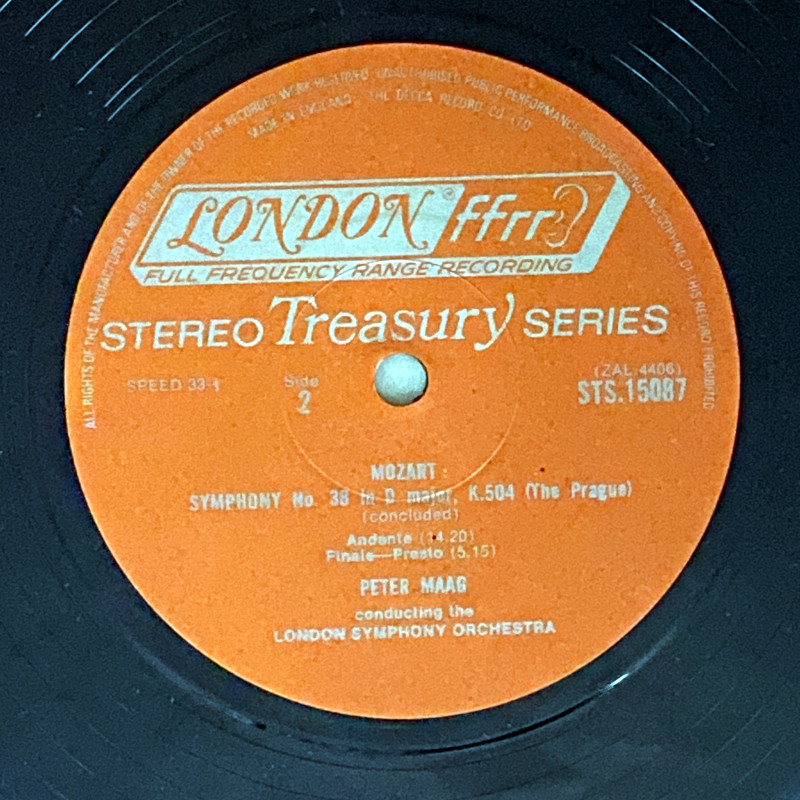 ALL RIGHTS OF THE MANUFACTURER AND OF THE OWNER OF THE RECORDED WORK RESERVED UNAUTHORISED PUBLIC PERFORMANCE BROADCASTING AND COPYING OF THIS RECORD PROHIBITED
MADE IN ENGLAND THE DECCA RECORD CO LTD
LONDON® ffrr
FULL FREQUENCY RANGE RECORDING
STEREO Treasury SERIES
SPEED 33⅓ Side (ZAL.4406)
2 STS.15087
MOZART:
SYMPHONY No. 38 in D major, K.504 (The Prague)
(concluded)
Andante (14.20)
Finale—Presto (5.15)
PETER MAAG
conducting the
LONDON SYMPHONY ORCHESTRA